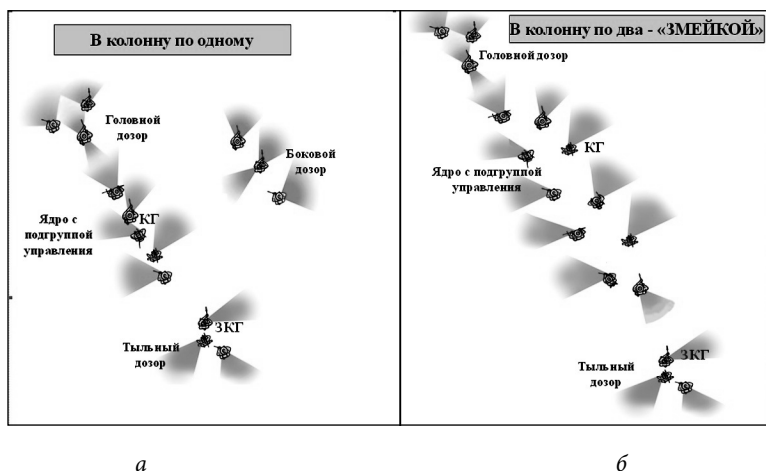 В колонну по одному
Головной
дозор
Боковой
дозор
Ядро с
подгруппой
управления
КГ
ЗКГ
Тыльный
дозор
а
В колонну по два - «ЗМЕЙКОЙ»
Головной дозор
КГ
Ядро с подгруппой
управления
ЗКГ
Тыльный
дозор
б